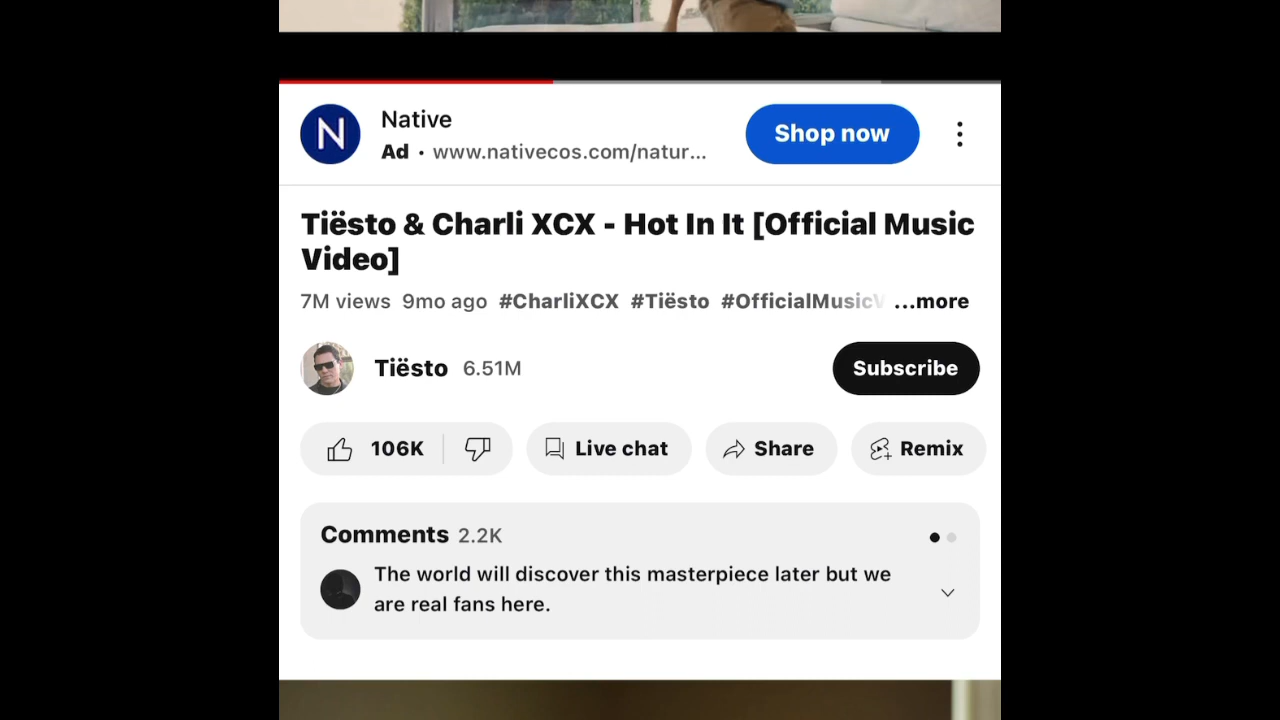 N
Native
Ad · www.nativecos.com/natur...
Shop now
Tiësto & Charli XCX - Hot In It [Official Music
Video]
7M views 9mo ago #CharliXCX #Tiësto #OfficialMusicV ...more
Tiësto 6.51M
Subscribe
106K
Live chat
Share
Remix
Comments 2.2K
The world will discover this masterpiece later but we
are real fans here.